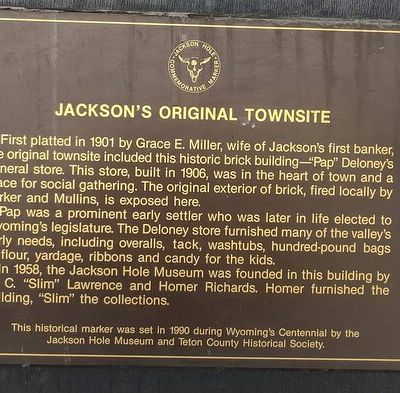 JACKSON HOLE
COMMEMORATIVE MARKER
JACKSON'S ORIGINAL TOWNSITE
First platted in 1901 by Grace E. Miller, wife of Jackson's first banker,
e original townsite included this historic brick building—"Pap" Deloney's
neral store. This store, built in 1906, was in the heart of town and a
ace for social gathering. The original exterior of brick, fired locally by
rker and Mullins, is exposed here.
Pap was a prominent early settler who was later in life elected to
yoming's legislature. The Deloney store furnished many of the valley's
rly needs, including overalls, tack, washtubs, hundred-pound bags
flour, yardage, ribbons and candy for the kids.
In 1958, the Jackson Hole Museum was founded in this building by
C. "Slim" Lawrence and Homer Richards. Homer furnished the
ilding, "Slim" the collections.
This historical marker was set in 1990 during Wyoming's Centennial by the
Jackson Hole Museum and Teton County Historical Society.